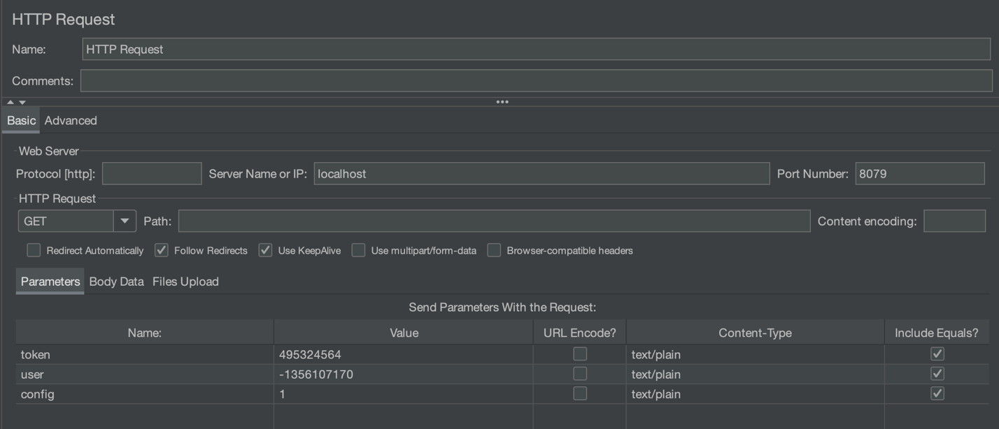 HTTP Request
Name: HTTP Request
Comments:
Basic Advanced
Web Server
Protocol [http]: Server Name or IP: localhost Port Number: 8079
HTTP Request
GET Path: Content encoding:
Redirect Automatically Follow Redirects Use KeepAlive Use multipart/form-data Browser-compatible headers
Parameters Body Data Files Upload
Send Parameters With the Request:
Name: Value URL Encode? Content-Type Include Equals?
token 495324564 text/plain
user -1356107170 text/plain
config 1 text/plain